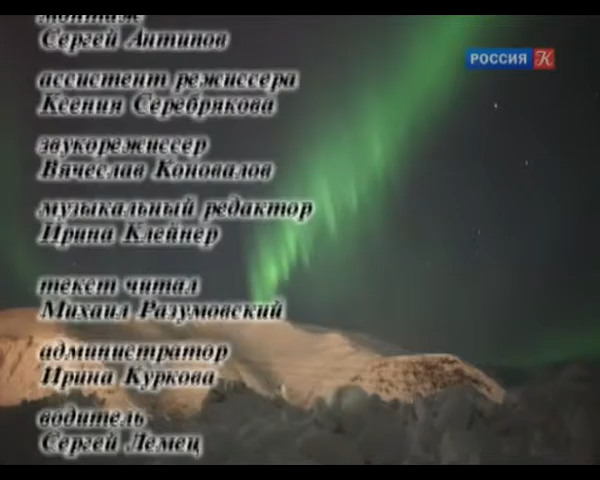 монтаж
Сергей Антипов
РОССИЯ К
ассистент режиссера
Ксения Серебрякова
звукорежиссер
Вячеслав Коновалов
музыкальный редактор
Ирина Клейнер
текст читал
Михаил Разумовский
администратор
Ирина Куркова
водитель
Сергей Лемец